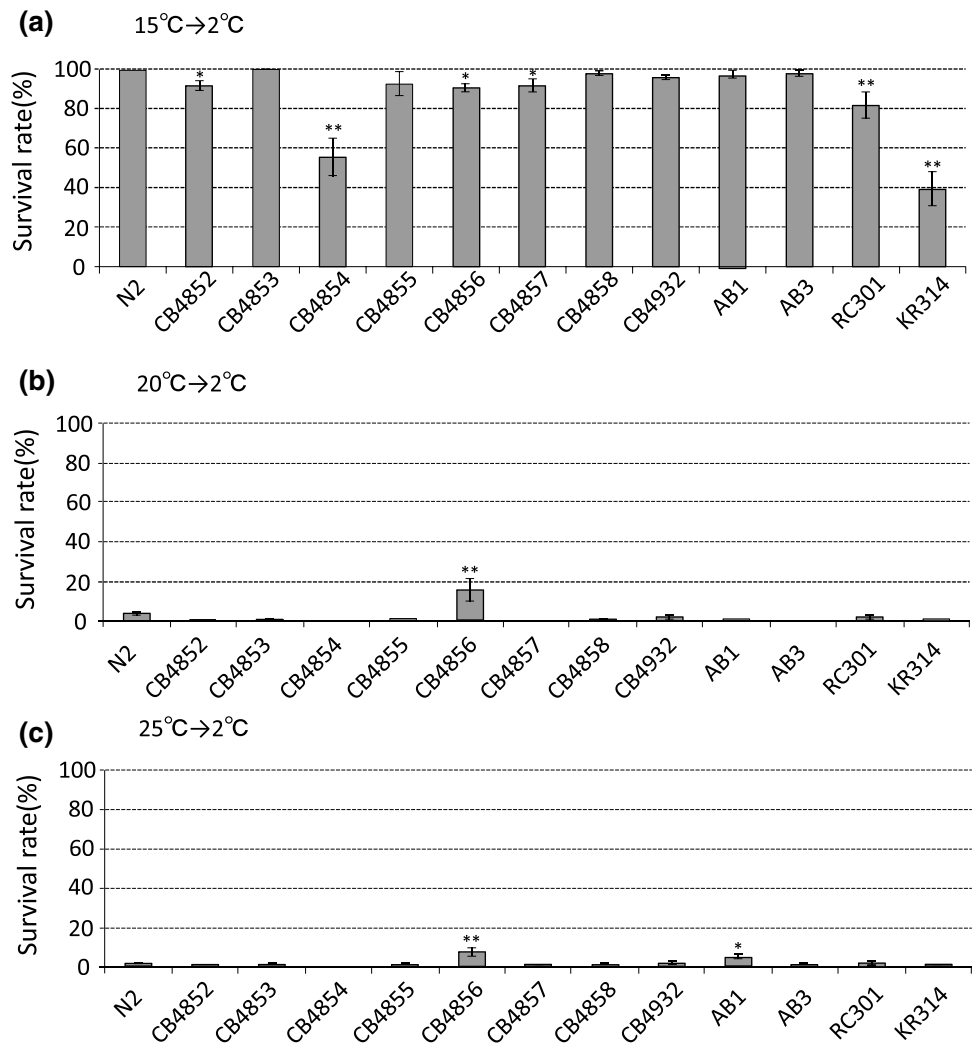 (a) 15℃→2℃
Survival rate(%)
100
80
60
40
20
0
* ** * * ** **
N2 CB4852 CB4853 CB4854 CB4855 CB4856 CB4857 CB4858 CB4932 AB1 AB3 RC301 KR314
(b) 20℃→2℃
Survival rate(%)
100
80
60
40
20
0
**
N2 CB4852 CB4853 CB4854 CB4855 CB4856 CB4857 CB4858 CB4932 AB1 AB3 RC301 KR314
(c) 25℃→2℃
Survival rate(%)
100
80
60
40
20
0
** *
N2 CB4852 CB4853 CB4854 CB4855 CB4856 CB4857 CB4858 CB4932 AB1 AB3 RC301 KR314